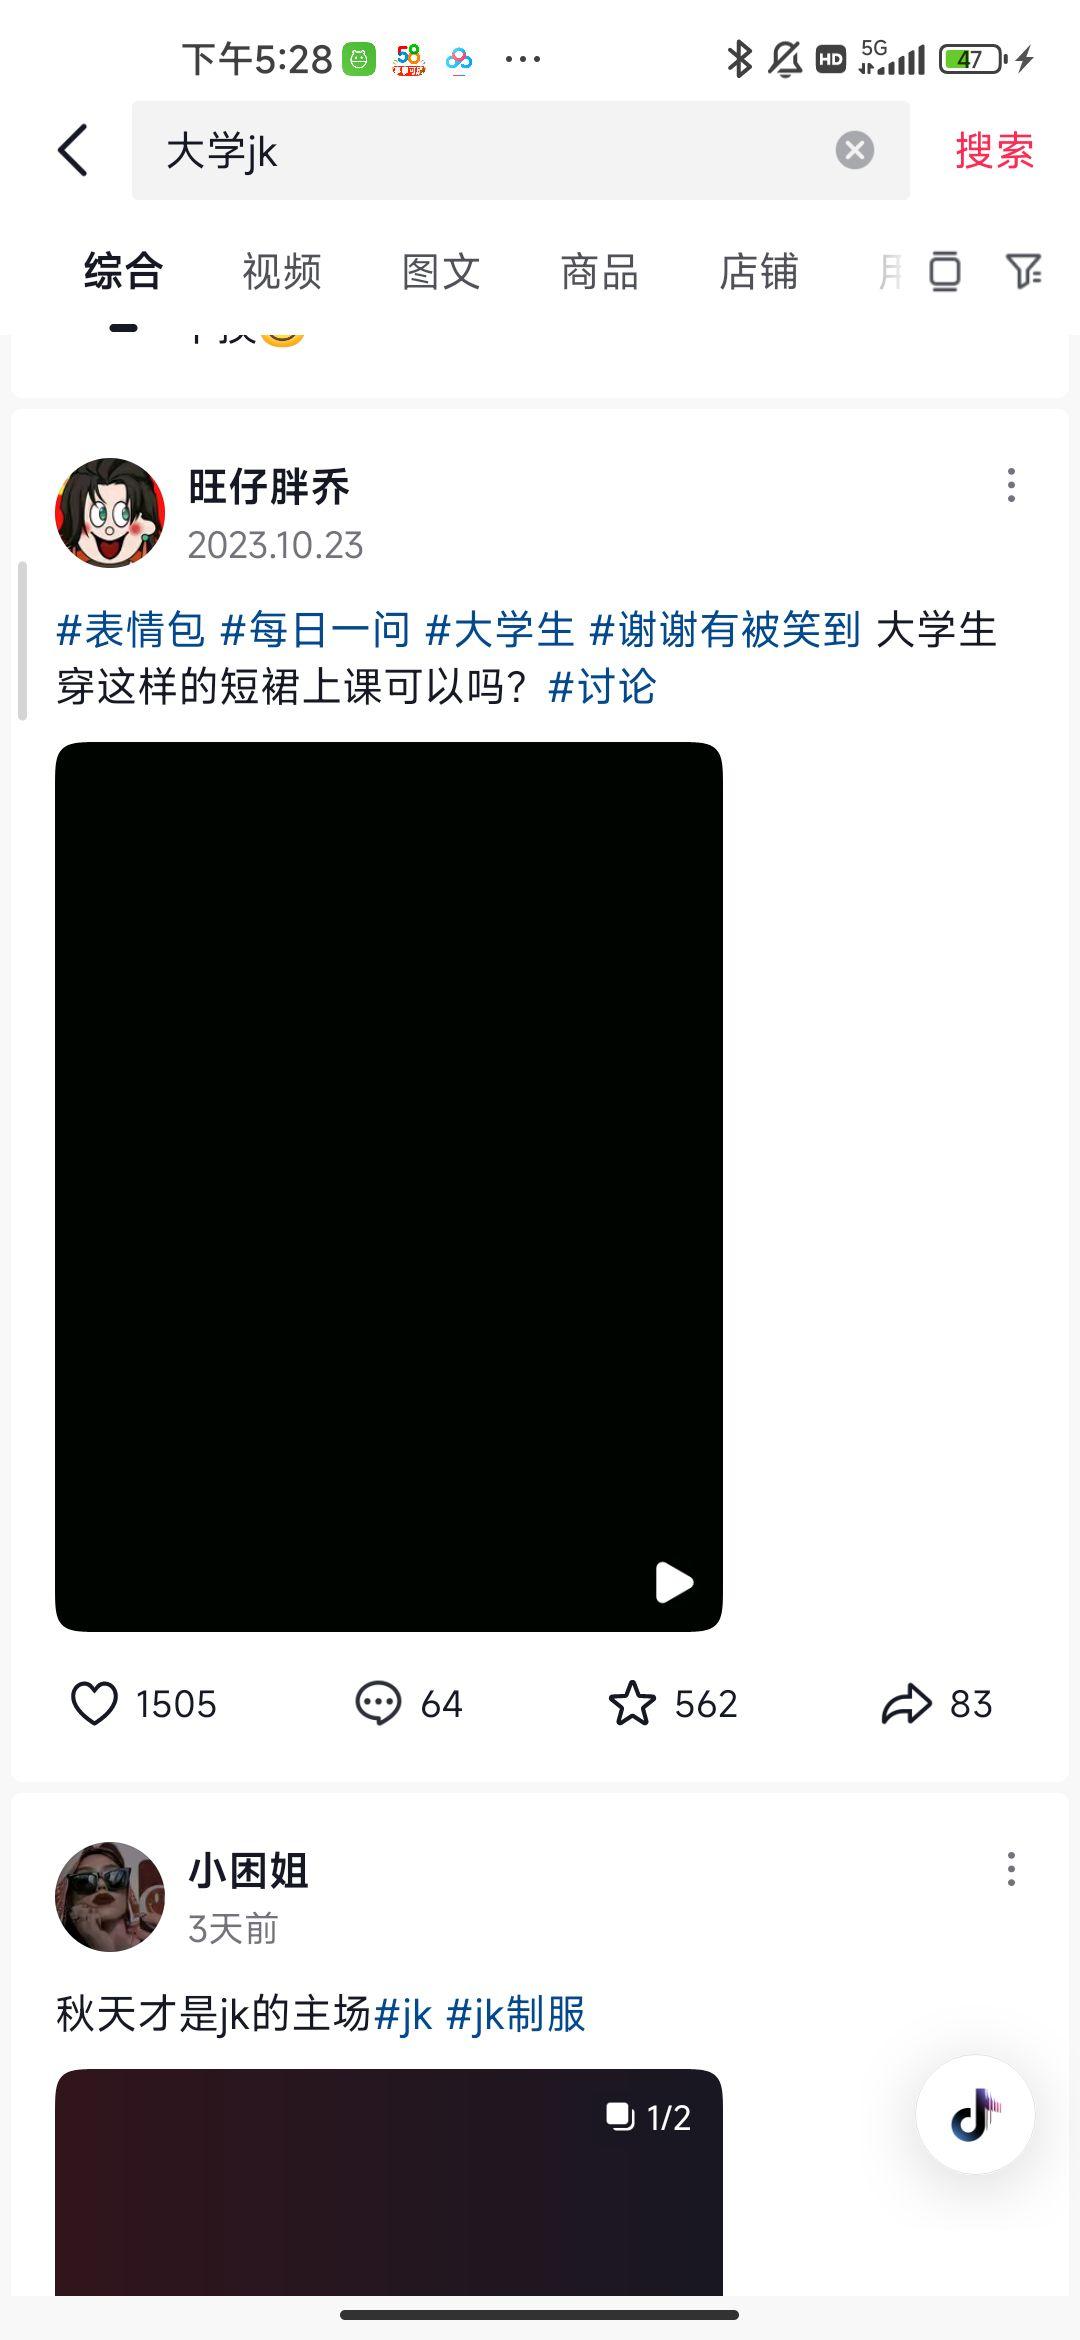 下午5:28 58 ··· HD 5G 47
大学jk 搜索
综合 视频 图文 商品 店铺
旺仔胖乔
2023.10.23
#表情包 #每日一问 #大学生 #谢谢有被笑到 大学生
穿这样的短裙上课可以吗？#讨论
1505 64 562 83
小困姐
3天前
秋天才是jk的主场#jk #jk制服
1/2